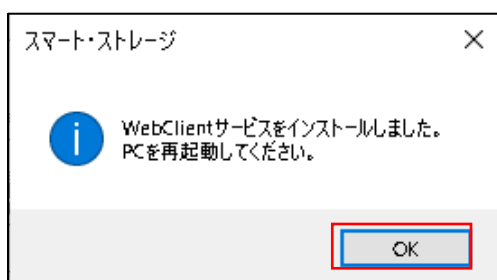 スマート・ストレージ
WebClientサービスをインストールしました。
PCを再起動してください。
OK